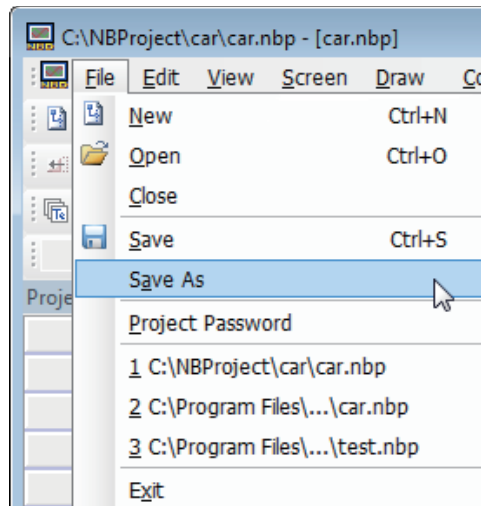 C:\NBProject\car\car.nbp - [car.nbp]
File Edit View Screen Draw
New Ctrl+N
Open Ctrl+O
Close
Save Ctrl+S
Save As
Project Password
1 C:\NBProject\car\car.nbp
2 C:\Program Files\...\car.nbp
3 C:\Program Files\...\test.nbp
Exit